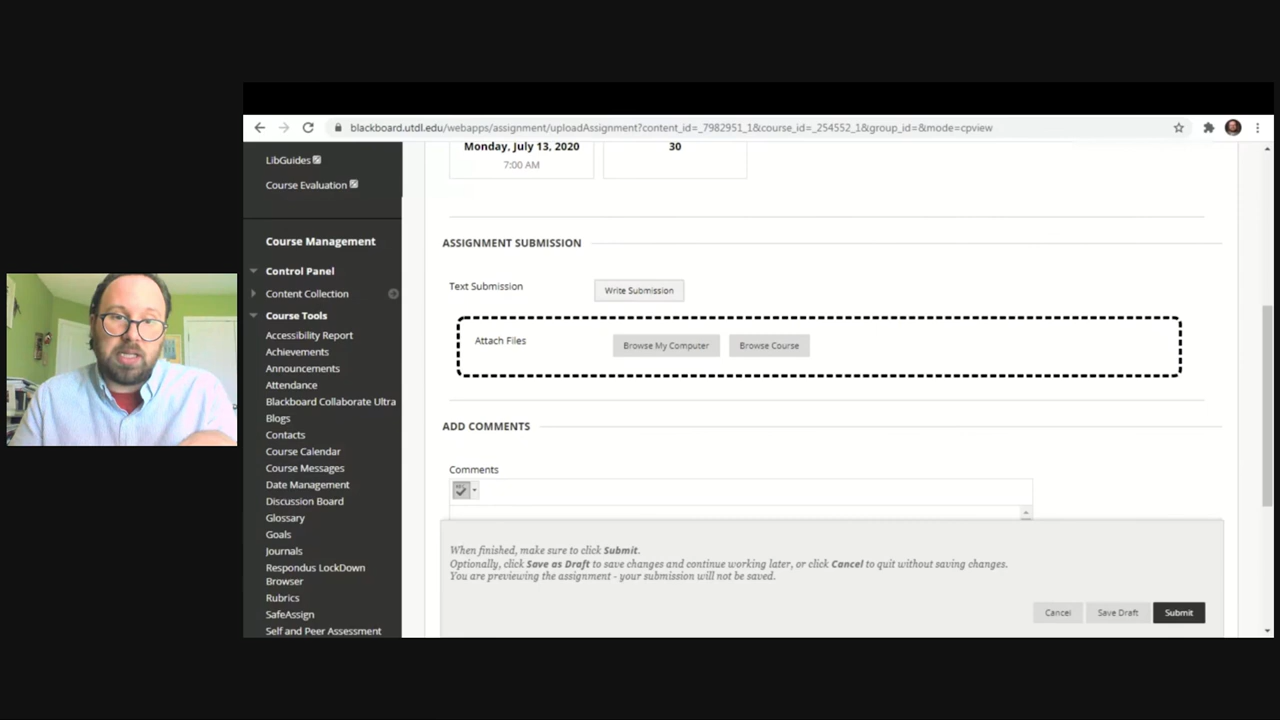 blackboard.utdl.edu/webapps/assignment/uploadAssignment?content_id=_7982951_1&course_id=_254552_1&group_id=&mode=cpview
LibGuides
Course Evaluation
Course Management
Control Panel
Content Collection
Course Tools
Accessibility Report
Achievements
Announcements
Attendance
Blackboard Collaborate Ultra
Blogs
Contacts
Course Calendar
Course Messages
Date Management
Discussion Board
Glossary
Goals
Journals
Respondus LockDown
Browser
Rubrics
SafeAssign
Self and Peer Assessment
Monday, July 13, 2020
7:00 AM
30
ASSIGNMENT SUBMISSION
Text Submission
Write Submission
Attach Files
Browse My Computer
Browse Course
ADD COMMENTS
Comments
When finished, make sure to click Submit.
Optionally, click Save as Draft to save changes and continue working later, or click Cancel to quit without saving changes.
You are previewing the assignment - your submission will not be saved.
Cancel
Save Draft
Submit